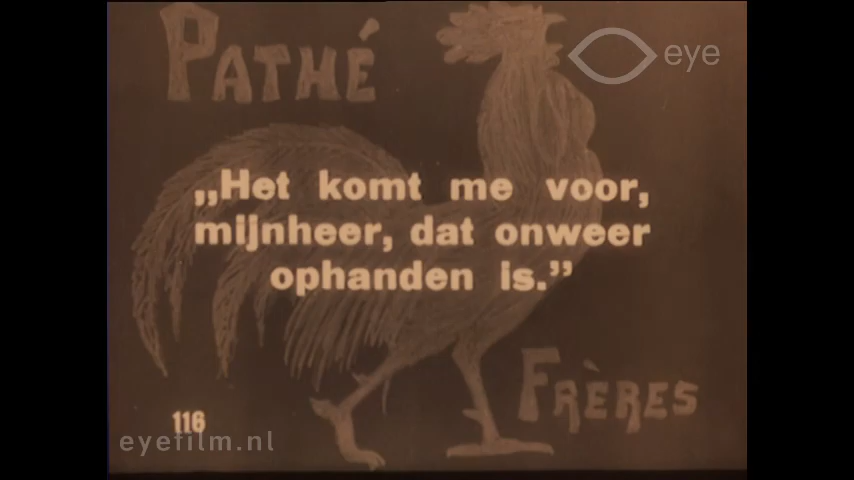 PATHÉ
eye
„Het komt me voor,
mijnheer, dat onweer
ophanden is.”
FRÈRES
116
eyefilm.nl